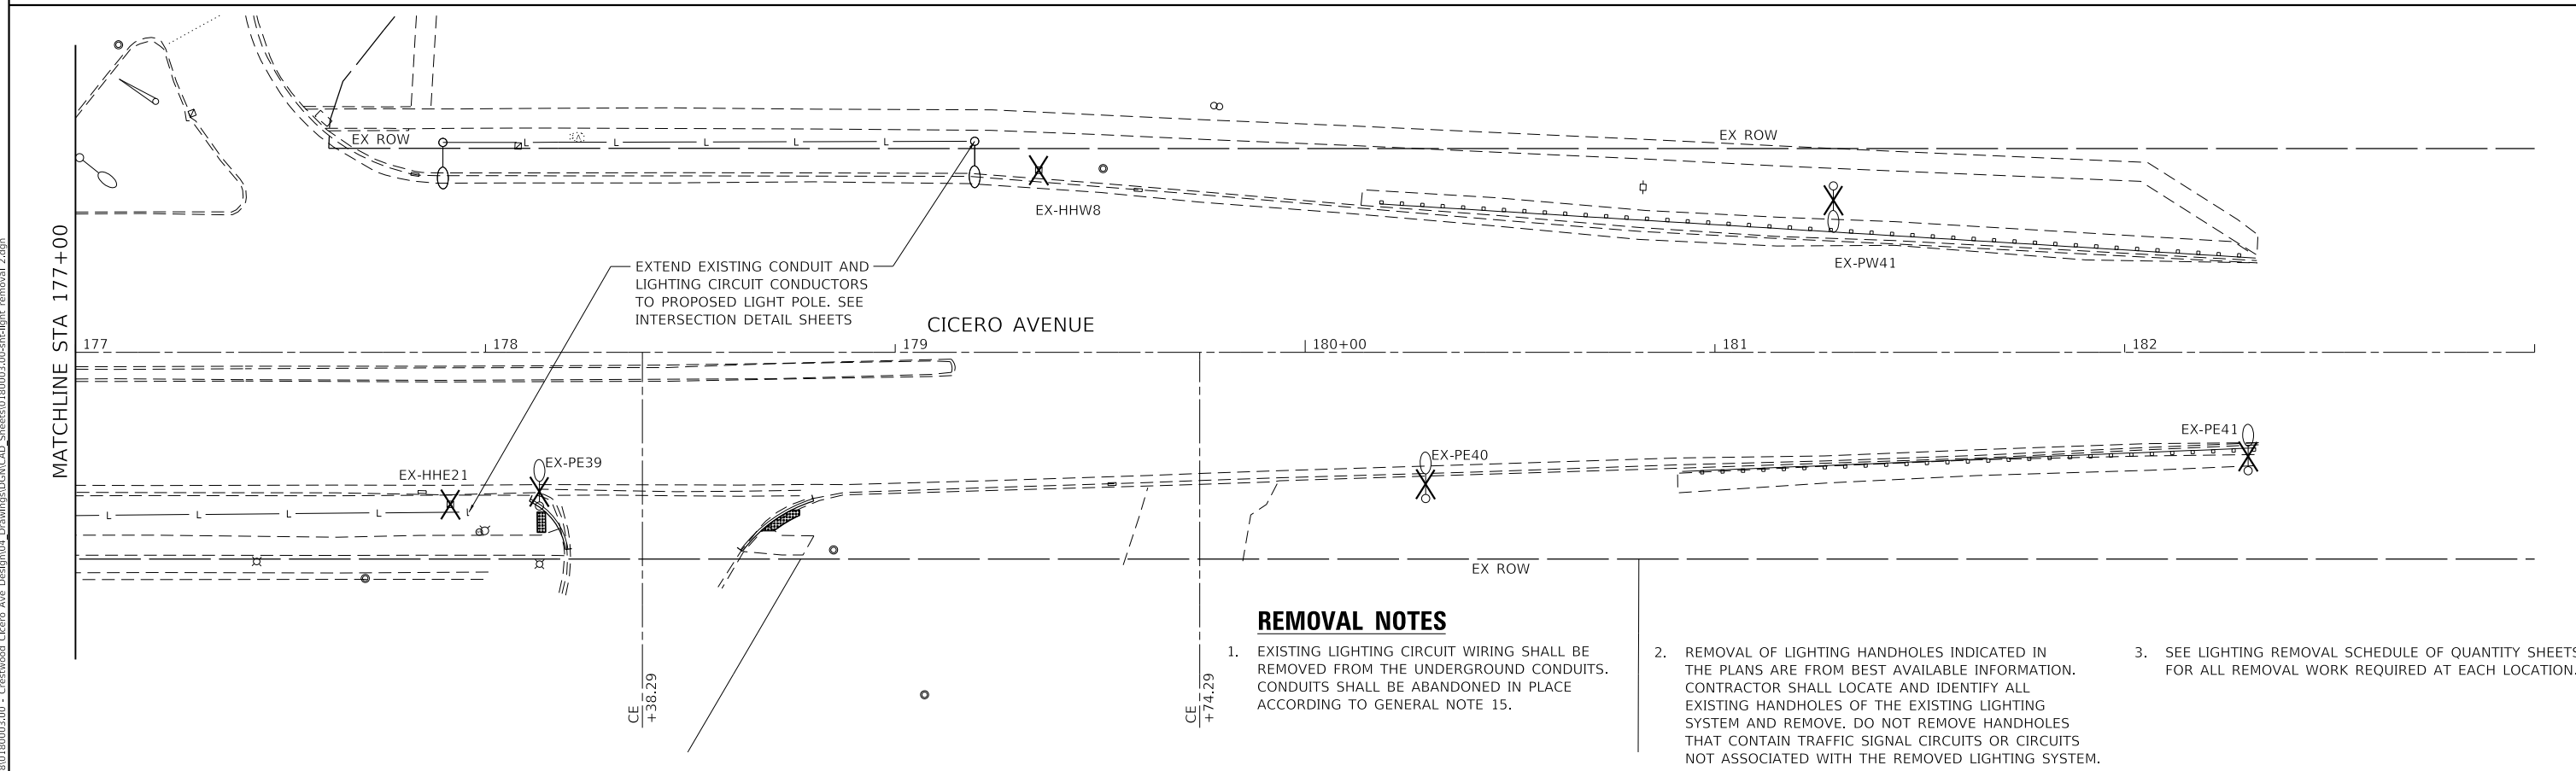 EX ROW
EX ROW
EX-HHW8
EX-PW41
MATCHLINE STA 177+00
EXTEND EXISTING CONDUIT AND
LIGHTING CIRCUIT CONDUCTORS
TO PROPOSED LIGHT POLE. SEE
INTERSECTION DETAIL SHEETS
CICERO AVENUE
177
178
179
180+00
181
182
EX-HHE21
EX-PE39
EX-PE40
EX-PE41
L L L L L
L L L L L
EX ROW
CE
+38.29
CE
+74.29
REMOVAL NOTES
1. EXISTING LIGHTING CIRCUIT WIRING SHALL BE
REMOVED FROM THE UNDERGROUND CONDUITS.
CONDUITS SHALL BE ABANDONED IN PLACE
ACCORDING TO GENERAL NOTE 15.
2. REMOVAL OF LIGHTING HANDHOLES INDICATED IN
THE PLANS ARE FROM BEST AVAILABLE INFORMATION.
CONTRACTOR SHALL LOCATE AND IDENTIFY ALL
EXISTING HANDHOLES OF THE EXISTING LIGHTING
SYSTEM AND REMOVE. DO NOT REMOVE HANDHOLES
THAT CONTAIN TRAFFIC SIGNAL CIRCUITS OR CIRCUITS
NOT ASSOCIATED WITH THE REMOVED LIGHTING SYSTEM.
3. SEE LIGHTING REMOVAL SCHEDULE OF QUANTITY SHEETS
FOR ALL REMOVAL WORK REQUIRED AT EACH LOCATION.